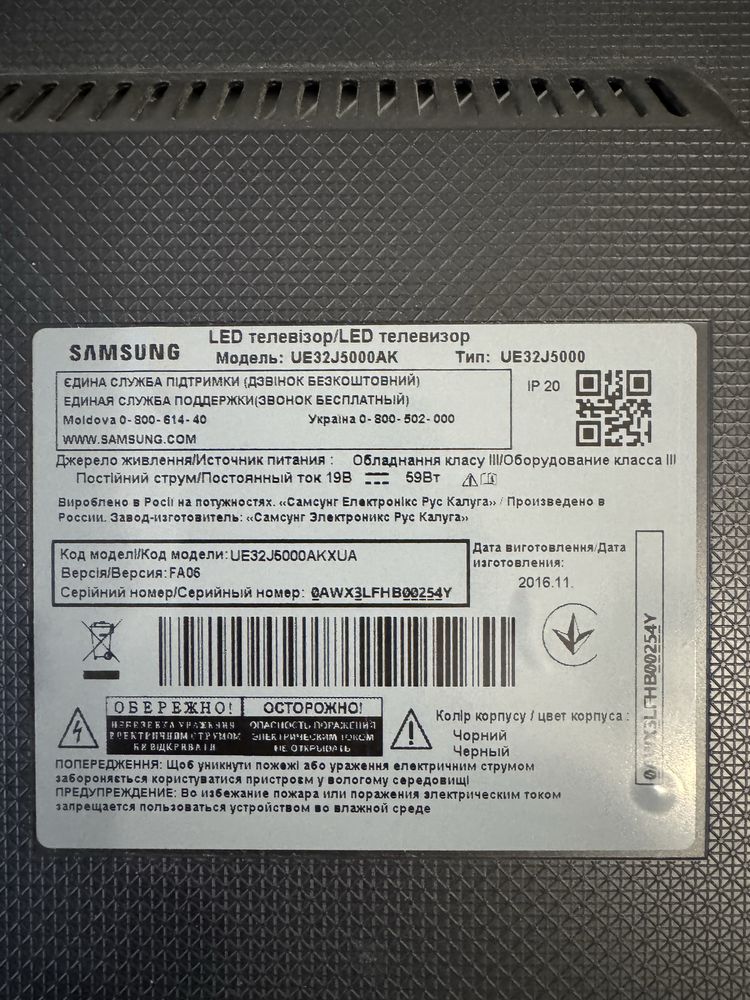 SAMSUNG
LED телевізор/LED телевизор
Модель: UE32J5000AK Тип: UE32J5000
ЄДИНА СЛУЖБА ПІДТРИМКИ (ДЗВІНОК БЕЗКОШТОВНИЙ)
ЕДИНАЯ СЛУЖБА ПОДДЕРЖКИ(ЗВОНОК БЕСПЛАТНЫЙ)
Moldova 0-800-614-40 Україна 0-800-502-000
WWW.SAMSUNG.COM
IP 20
Джерело живлення/Источник питания : Обладнання класу III/Оборудование класса III
Постійний струм/Постоянный ток 19В 59Вт
Вироблено в Росії на потужностях. «Самсунг Електронікс Рус Калуга» / Произведено в
России. Завод-изготовитель: «Самсунг Электроникс Рус Калуга»
Код моделі/Код модели: UE32J5000AKXUA
Версія/Версия: FA06
Серійний номер/Серийный номер: 0AWX3LFHB00254Y
Дата виготовлення/Дата
изготовления:
2016.11.
0AWX3LFHB00254Y
ОБЕРЕЖНО!
НЕБЕЗПЕКА УРАЖЕННЯ
ЕЛЕКТРИЧНИМ СТРУМОМ
НЕ ВІДКРИВАТИ
ОСТОРОЖНО!
ОПАСНОСТЬ ПОРАЖЕНИЯ
ЭЛЕКТРИЧЕСКИМ ТОКОМ
НЕ ОТКРЫВАТЬ
Колір корпусу / цвет корпуса :
Чорний
Черный
ПОПЕРЕДЖЕННЯ: Щоб уникнути пожежі або ураження електричним струмом
забороняється користуватися пристроєм у вологому середовищі
ПРЕДУПРЕЖДЕНИЕ: Во избежание пожара или поражения электрическим током
запрещается пользоваться устройством во влажной среде